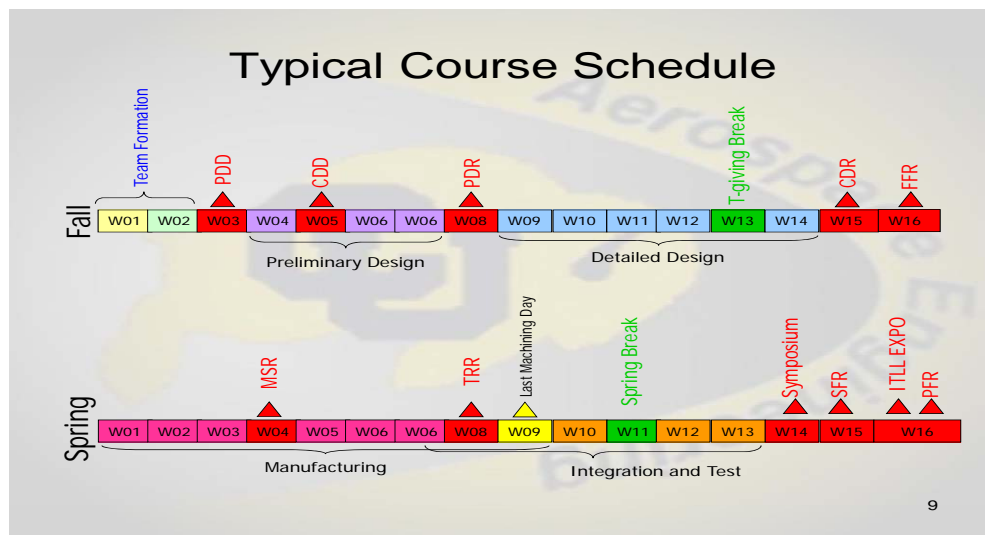 Typical Course Schedule
Team Formation
PDD
CDD
PDR
T-giving Break
CDR
FFR
Fall
W01 W02 W03 W04 W05 W06 W06 W08 W09 W10 W11 W12 W13 W14 W15 W16
Preliminary Design
Detailed Design
MSR
TRR
Last Machining Day
Spring Break
Symposium
SFR
ITLL EXPO
PFR
Spring
W01 W02 W03 W04 W05 W06 W06 W08 W09 W10 W11 W12 W13 W14 W15 W16
Manufacturing
Integration and Test
Aerospace Engineering
9